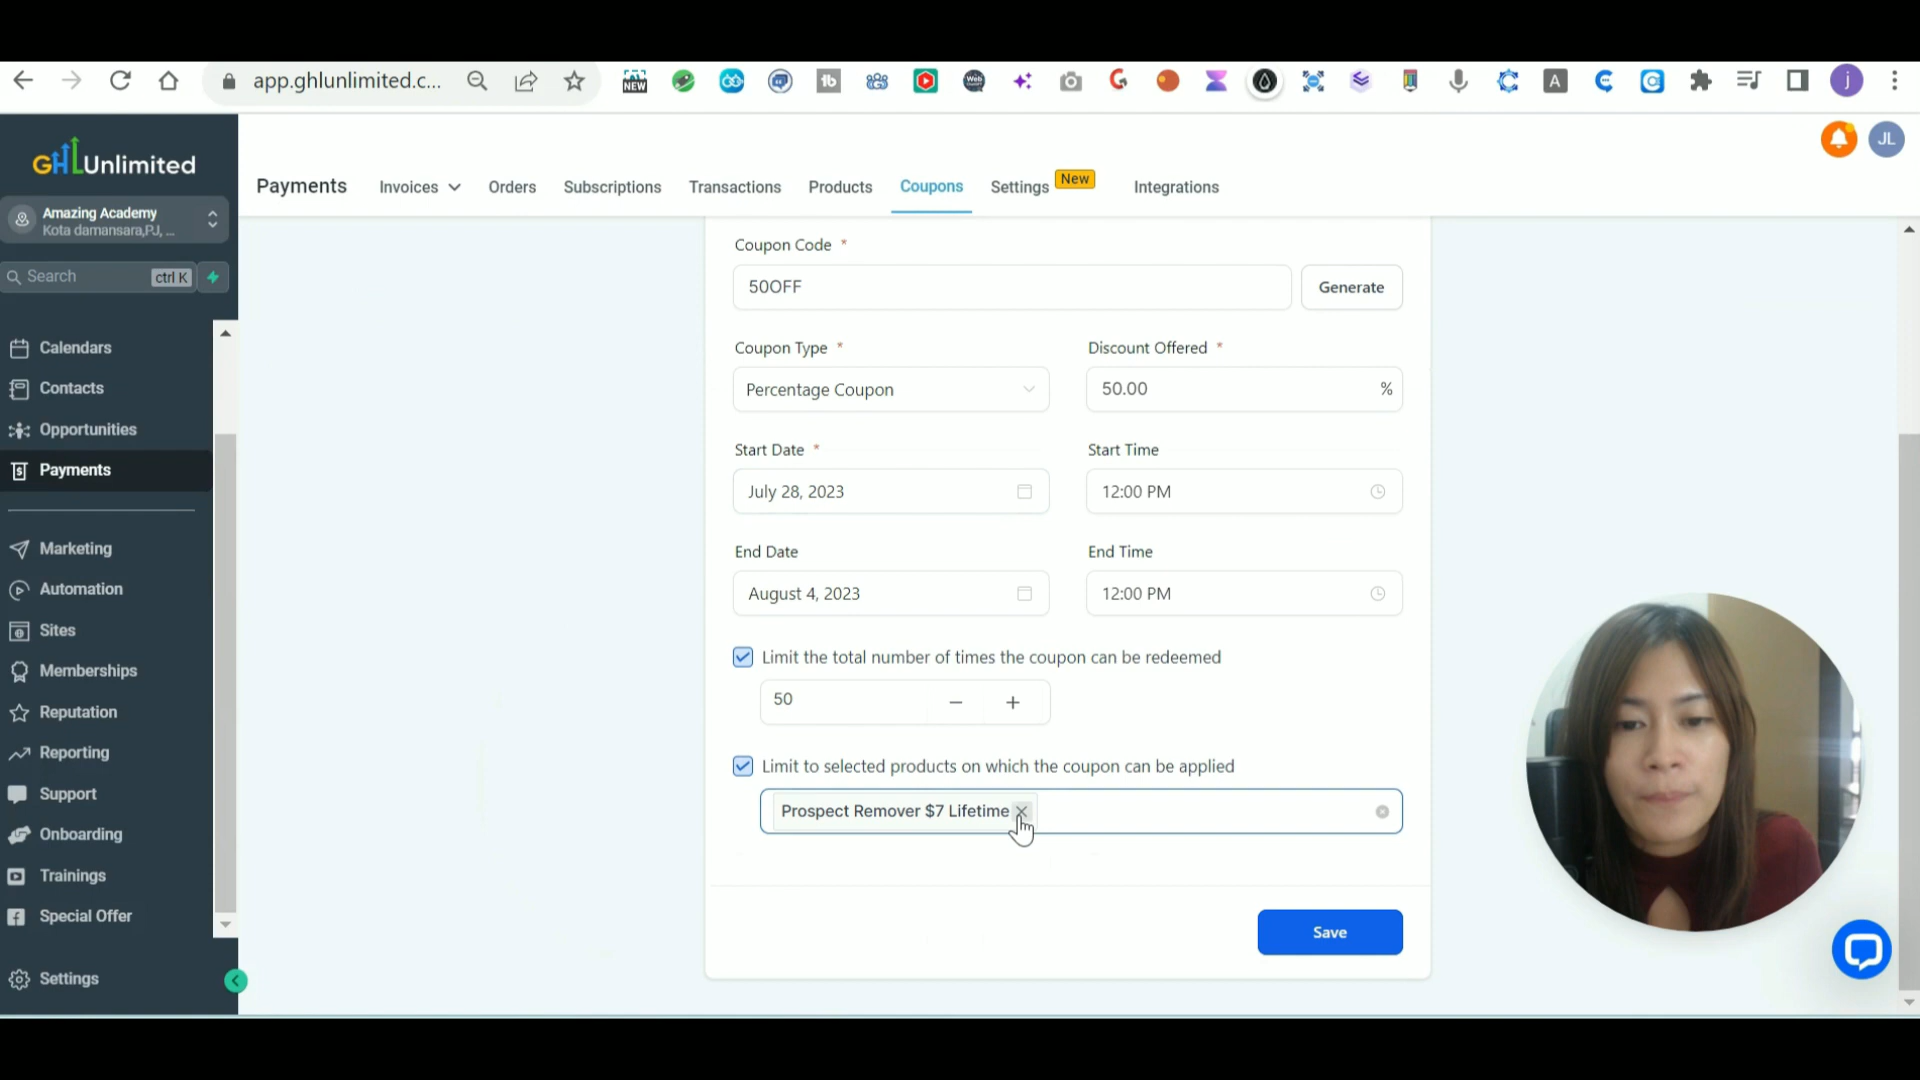 app.ghlunlimited.c...
NEW
tb
Web
A
j
GHLUnlimited
JL
Payments
Invoices
Orders
Subscriptions
Transactions
Products
Coupons
Settings
New
Integrations
Amazing Academy
Kota damansara,PJ, ...
Search
ctrl K
Calendars
Contacts
Opportunities
Payments
Marketing
Automation
Sites
Memberships
Reputation
Reporting
Support
Onboarding
Trainings
Special Offer
Settings
Coupon Code *
50OFF
Generate
Coupon Type *
Discount Offered *
Percentage Coupon
50.00
%
Start Date *
Start Time
July 28, 2023
12:00 PM
End Date
End Time
August 4, 2023
12:00 PM
Limit the total number of times the coupon can be redeemed
50
Limit to selected products on which the coupon can be applied
Prospect Remover $7 Lifetime
Save